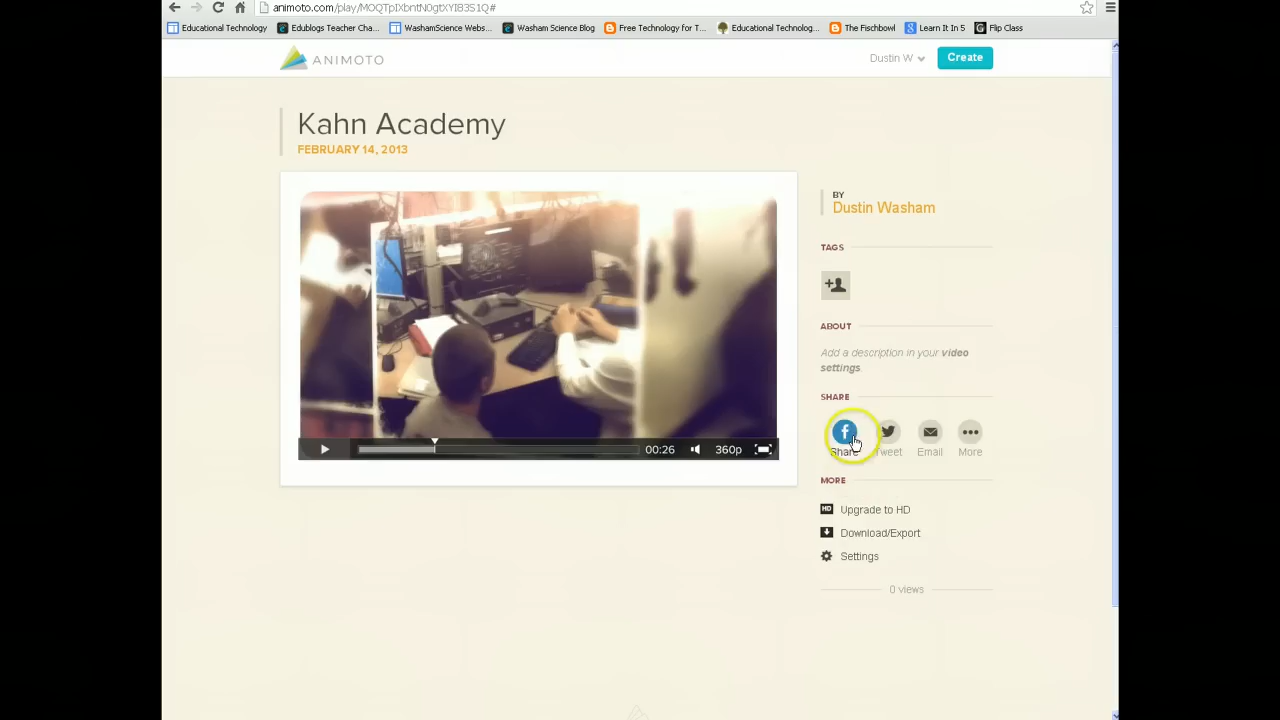 animoto.com/play/MOQTpIXbntN0gtxYI83S1Q#
Educational Technology Edublogs Teacher Cha... WashamScience Webs... Washam Science Blog Free Technology for T... Educational Technolog... The Fischbowl Learn It In 5 Flip Class
ANIMOTO Dustin W Create
Kahn Academy
FEBRUARY 14, 2013
BY
Dustin Washam
TAGS
ABOUT
Add a description in your video
settings.
SHARE
Share Tweet Email More
00:26 360p
MORE
HD Upgrade to HD
Download/Export
Settings
0 views